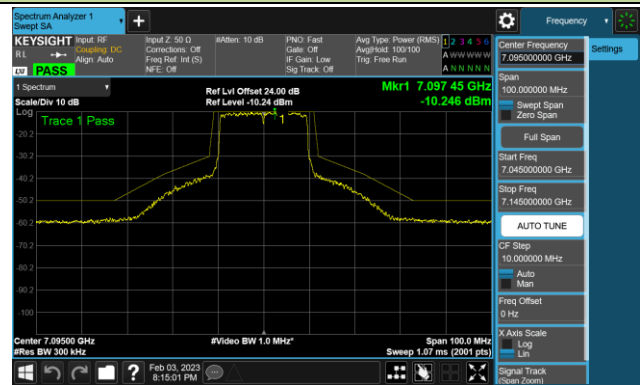 Spectrum Analyzer 1
Swept SA
Frequency
KEYSIGHT
RL
PASS
Input: RF
Coupling: DC
Align: Auto
Input Z: 50 Ω
Corrections: Off
Freq Ref: Int (S)
NFE: Off
#Atten: 10 dB
PNO: Fast
Gate: Off
IF Gain: Low
Sig Track: Off
Avg Type: Power (RMS)
Avg|Hold: 100/100
Trig: Free Run
1 2 3 4 5 6
A W W W W W
A N N N N N
1 Spectrum
Scale/Div 10 dB
Ref Lvl Offset 24.00 dB
Ref Level -10.24 dBm
Mkr1 7.097 45 GHz
-10.246 dBm
Log
Trace 1 Pass
1
-20.2
-30.2
-40.2
-50.2
-60.2
-70.2
-80.2
-90.2
-100
Center 7.09500 GHz
#Video BW 1.0 MHz*
Span 100.0 MHz
#Res BW 300 kHz
Sweep 1.07 ms (2001 pts)
Feb 03, 2023
8:15:01 PM
Center Frequency
7.095000000 GHz
Settings
Span
100.000000 MHz
Swept Span
Zero Span
Full Span
Start Freq
7.045000000 GHz
Stop Freq
7.145000000 GHz
AUTO TUNE
CF Step
10.000000 MHz
Auto
Man
Freq Offset
0 Hz
X Axis Scale
Log
Lin
Signal Track
(Span Zoom)